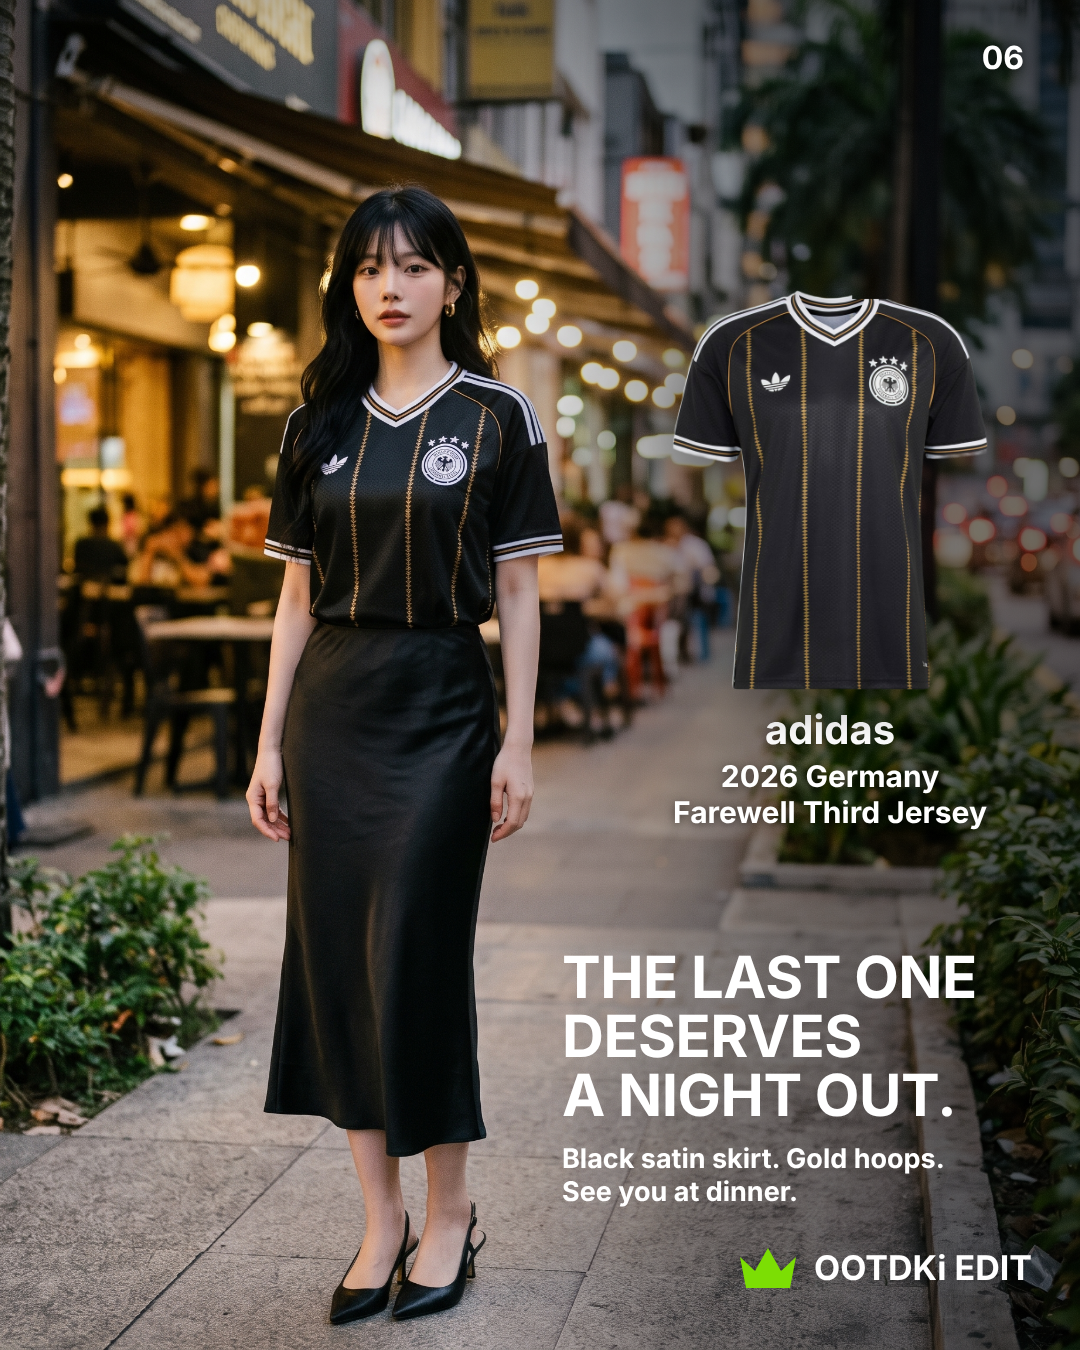 06
adidas
2026 Germany
Farewell Third Jersey
THE LAST ONE
DESERVES
A NIGHT OUT.
Black satin skirt. Gold hoops.
See you at dinner.
OOTDKi EDIT